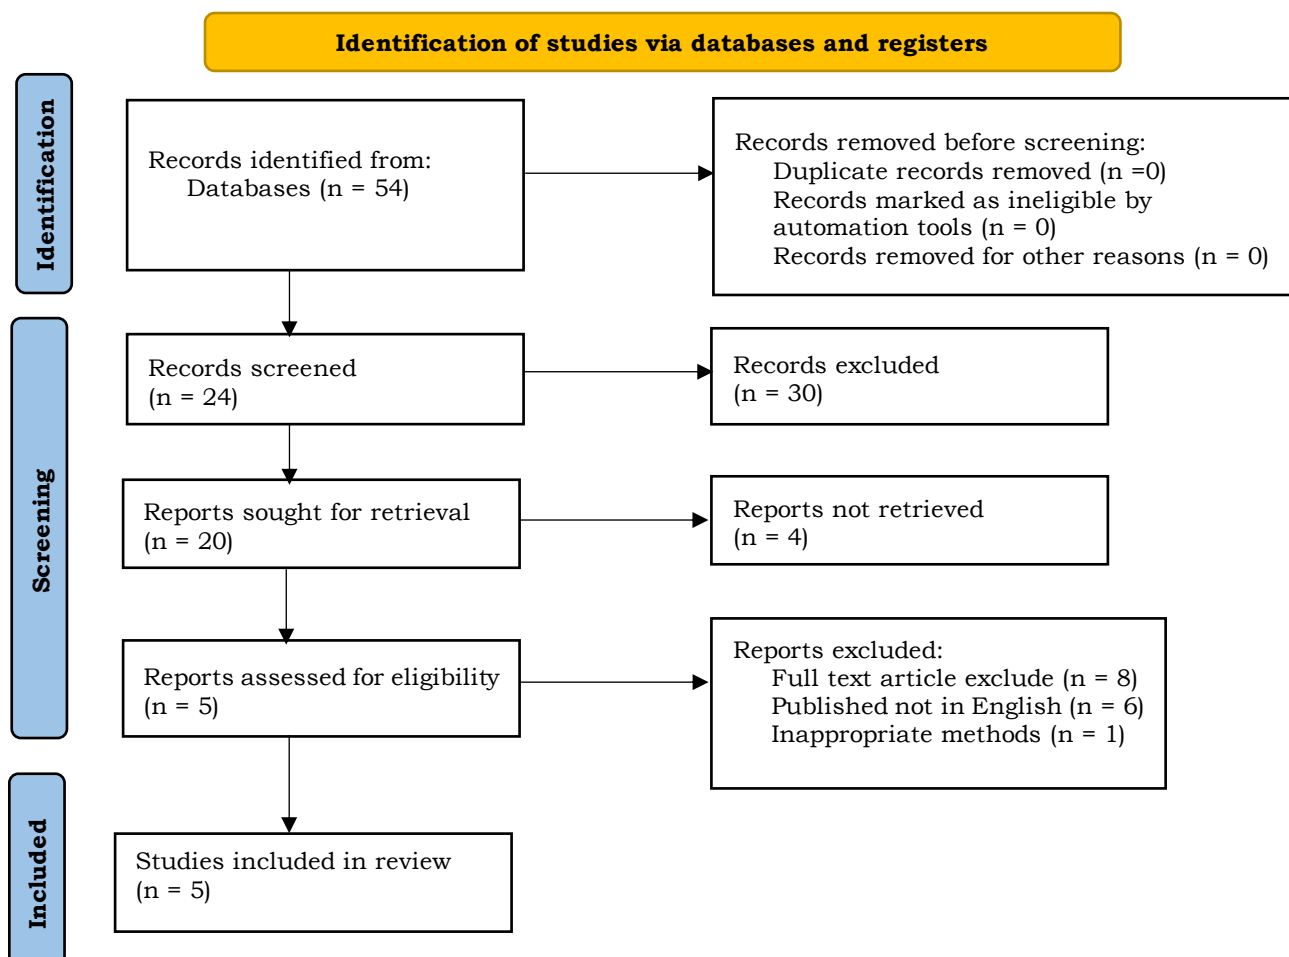 Identification of studies via databases and registers
Identification
Records identified from:
Databases (n = 54)
Records removed before screening:
Duplicate records removed (n =0)
Records marked as ineligible by
automation tools (n = 0)
Records removed for other reasons (n = 0)
Screening
Records screened
(n = 24)
Records excluded
(n = 30)
Reports sought for retrieval
(n = 20)
Reports not retrieved
(n = 4)
Reports assessed for eligibility
(n = 5)
Reports excluded:
Full text article exclude (n = 8)
Published not in English (n = 6)
Inappropriate methods (n = 1)
Included
Studies included in review
(n = 5)